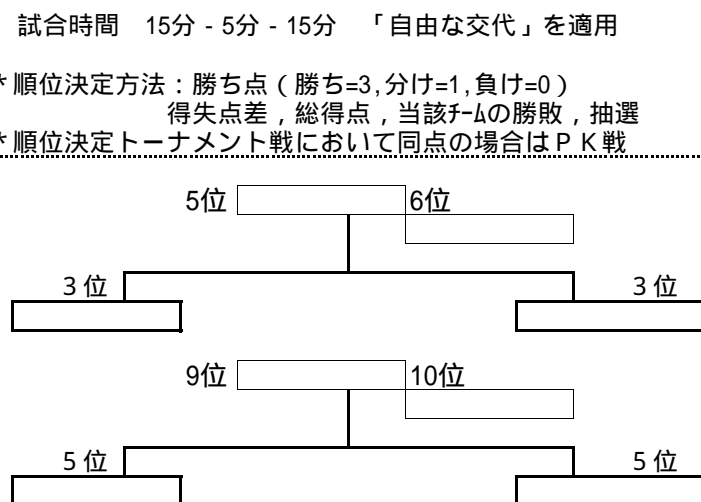 試合時間　15分 - 5分 - 15分　「自由な交代」を適用
* 順位決定方法：勝ち点（勝ち=3,分け=1,負け=0）
得失点差，総得点，当該ﾁｰﾑの勝敗，抽選
* 順位決定トーナメント戦において同点の場合はＰＫ戦
5位 6位
３位 ３位
9位 10位
５位 ５位